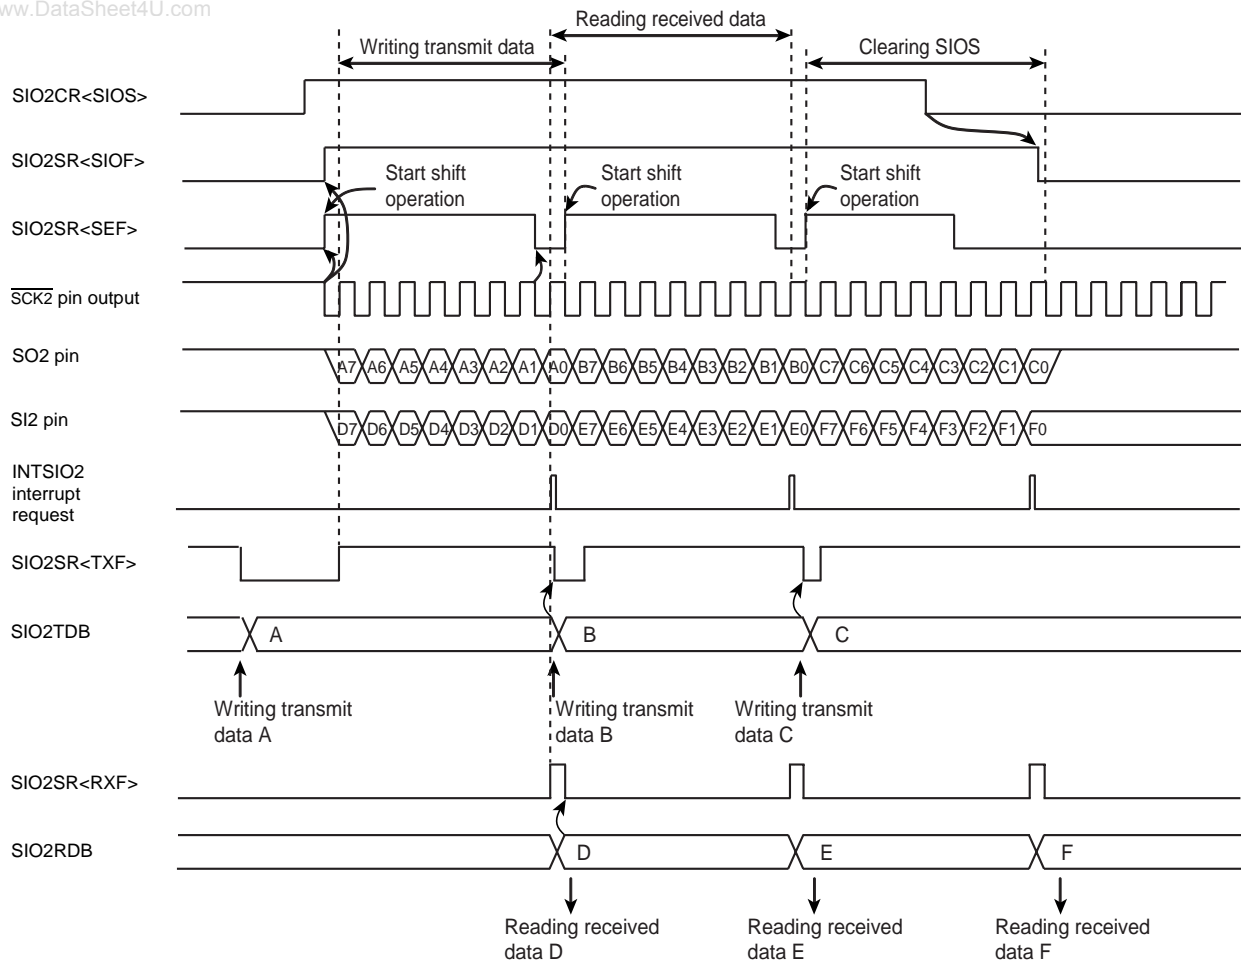 www.DataSheet4U.com
Reading received data
Writing transmit data
Clearing SIOS
SIO2CR<SIOS>
SIO2SR<SIOF>
Start shift
operation
Start shift
operation
Start shift
operation
SIO2SR<SEF>
SCK2 pin output
SO2 pin
A7 A6 A5 A4 A3 A2 A1 A0 B7 B6 B5 B4 B3 B2 B1 B0 C7 C6 C5 C4 C3 C2 C1 C0
SI2 pin
D7 D6 D5 D4 D3 D2 D1 D0 E7 E6 E5 E4 E3 E2 E1 E0 F7 F6 F5 F4 F3 F2 F1 F0
INTSIO2
interrupt
request
SIO2SR<TXF>
SIO2TDB
A B C
Writing transmit
data A
Writing transmit
data B
Writing transmit
data C
SIO2SR<RXF>
SIO2RDB
D E F
Reading received
data D
Reading received
data E
Reading received
data F